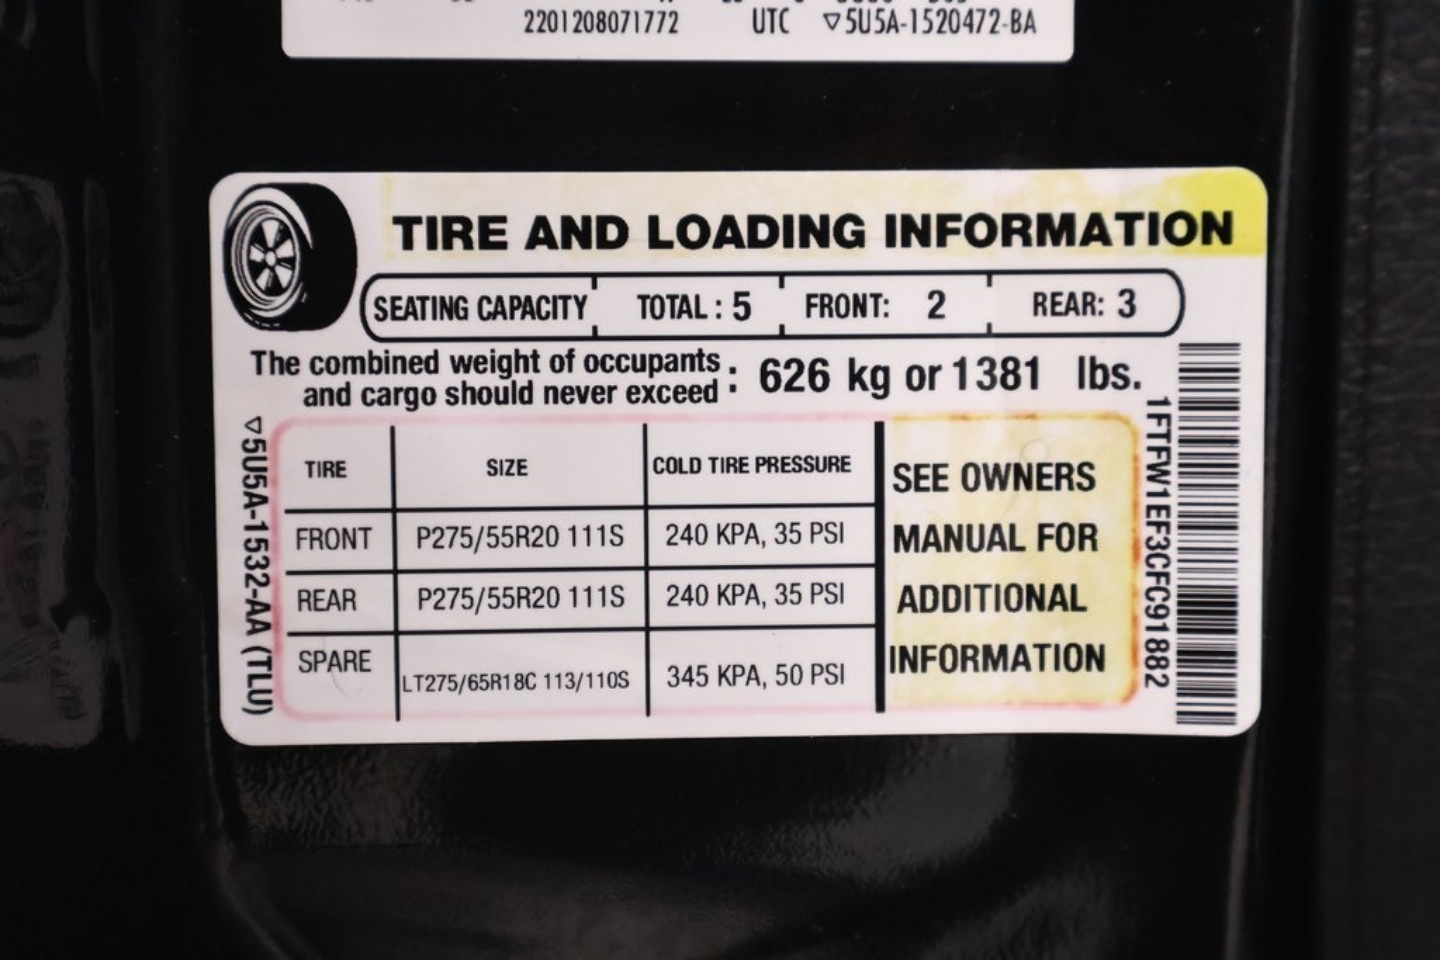 2201208071772 UTC ▽5U5A-1520472-BA
TIRE AND LOADING INFORMATION
SEATING CAPACITY TOTAL : 5 FRONT: 2 REAR: 3
The combined weight of occupants
and cargo should never exceed : 626 kg or 1381 lbs.
TIRE SIZE COLD TIRE PRESSURE
FRONT P275/55R20 111S 240 KPA, 35 PSI
REAR P275/55R20 111S 240 KPA, 35 PSI
SPARE LT275/65R18C 113/110S 345 KPA, 50 PSI
SEE OWNERS
MANUAL FOR
ADDITIONAL
INFORMATION
▽5U5A-1532-AA (TLU)
1FTFW1EF3CFC91882